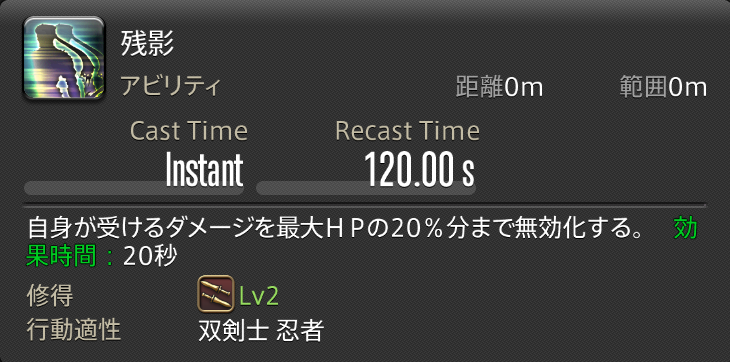 残影
アビリティ 距離0m 範囲0m
Cast Time Recast Time
Instant 120.00 s
自身が受けるダメージを最大ＨＰの20％分まで無効化する。 効
果時間：20秒
修得 Lv2
行動適性 双剣士 忍者